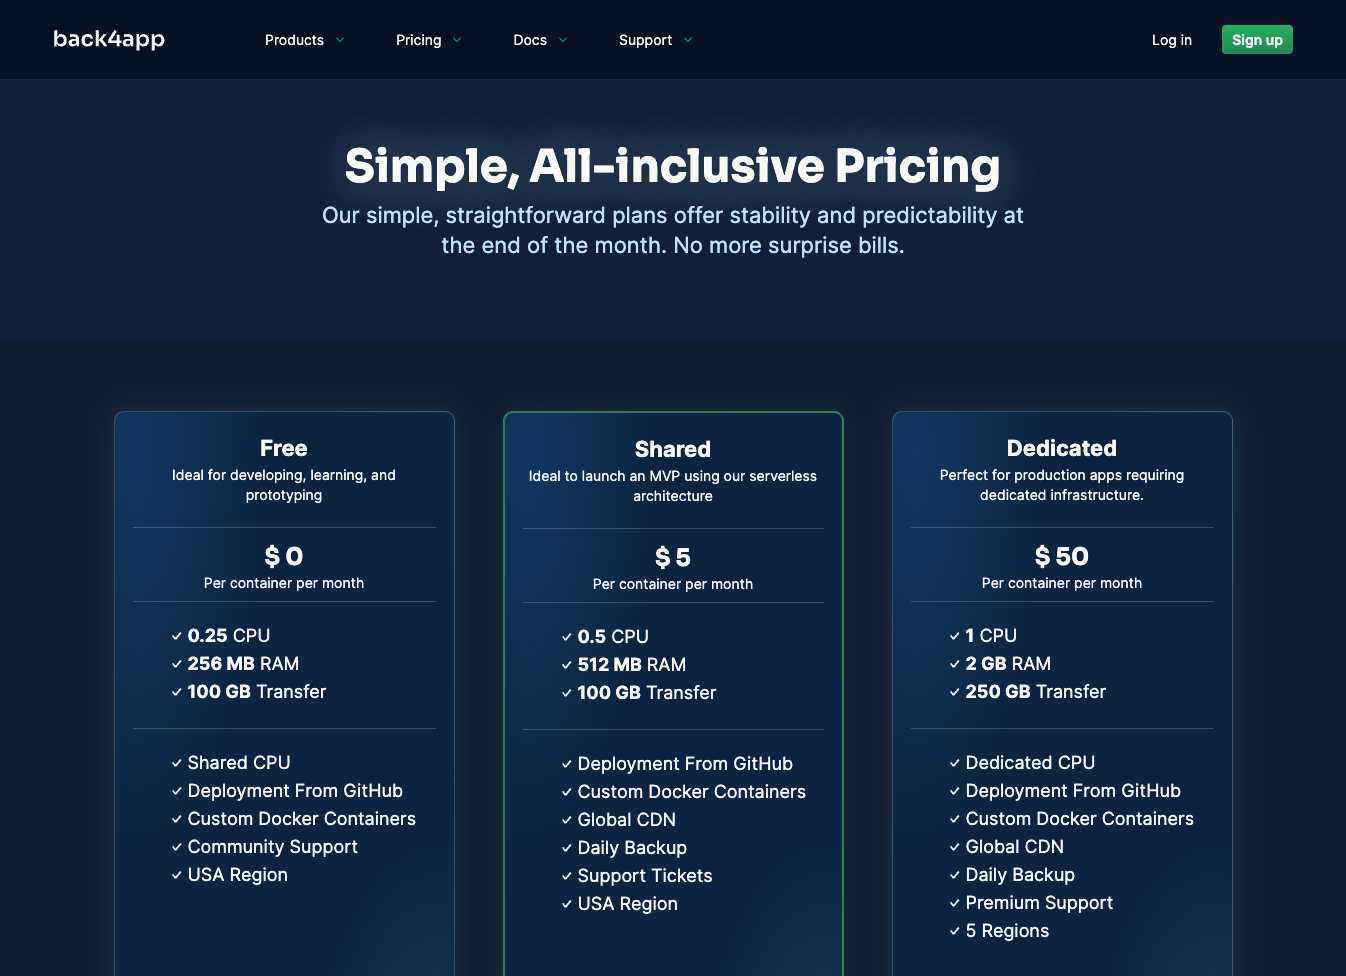 back4app
Products
Pricing
Docs
Support
Log in
Sign up
Simple, All-inclusive Pricing
Our simple, straightforward plans offer stability and predictability at
the end of the month. No more surprise bills.
Free
Ideal for developing, learning, and
prototyping
$ 0
Per container per month
0.25 CPU
256 MB RAM
100 GB Transfer
Shared CPU
Deployment From GitHub
Custom Docker Containers
Community Support
USA Region
Shared
Ideal to launch an MVP using our serverless
architecture
$ 5
Per container per month
0.5 CPU
512 MB RAM
100 GB Transfer
Deployment From GitHub
Custom Docker Containers
Global CDN
Daily Backup
Support Tickets
USA Region
Dedicated
Perfect for production apps requiring
dedicated infrastructure.
$ 50
Per container per month
1 CPU
2 GB RAM
250 GB Transfer
Dedicated CPU
Deployment From GitHub
Custom Docker Containers
Global CDN
Daily Backup
Premium Support
5 Regions